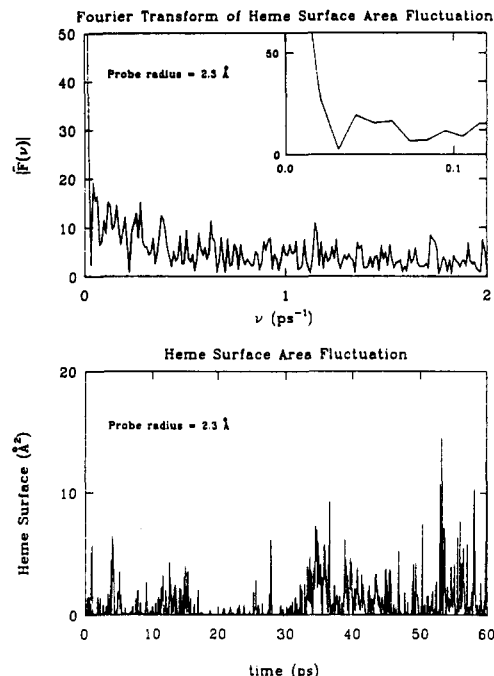 Fourier Transform of Heme Surface Area Fluctuation
50
40
30
20
10
0
|F̃(ν)|
Probe radius = 2.3 Å
50
0
0.0 0.1
0 1 2
ν (ps⁻¹)
Heme Surface Area Fluctuation
20
10
0
Heme Surface (Å²)
Probe radius = 2.3 Å
0 10 20 30 40 50 60
time (ps)